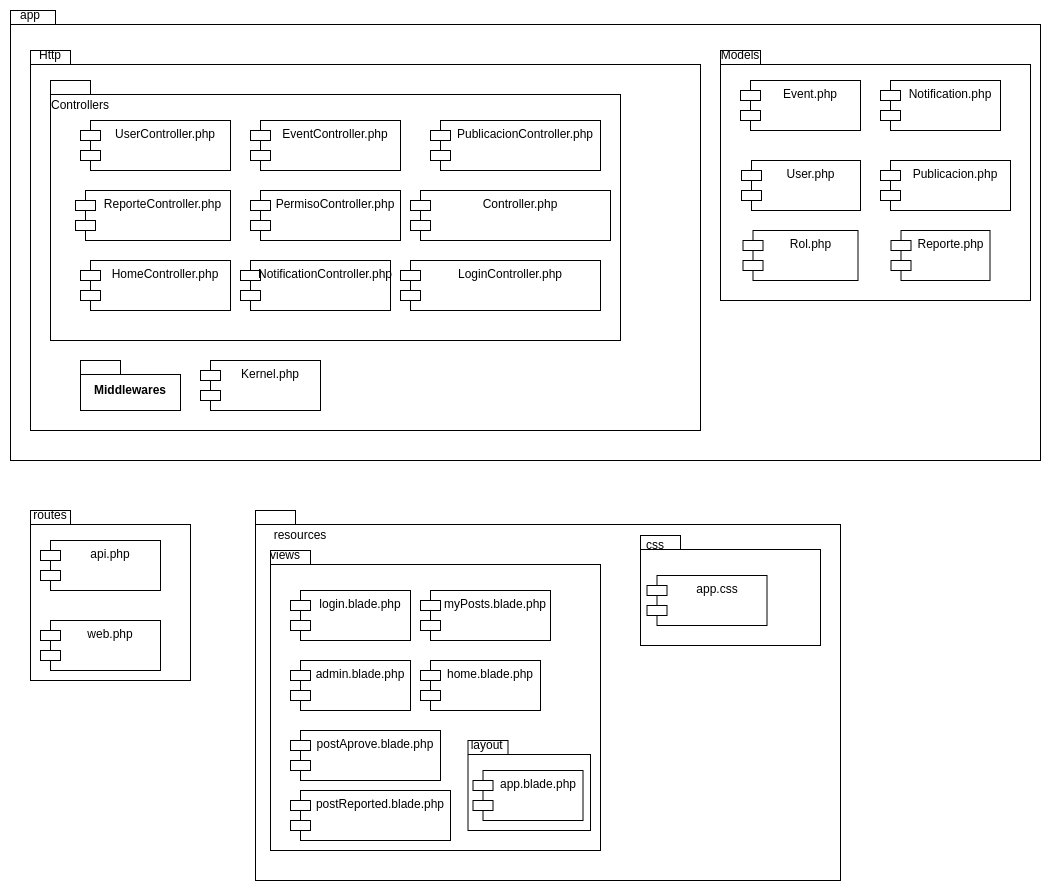 app
Http
Models
Controllers
UserController.php
EventController.php
PublicacionController.php
ReporteController.php
PermisoController.php
Controller.php
HomeController.php
NotificationController.php
LoginController.php
Middlewares
Kernel.php
Event.php
Notification.php
User.php
Publicacion.php
Rol.php
Reporte.php
routes
api.php
web.php
resources
views
login.blade.php
myPosts.blade.php
admin.blade.php
home.blade.php
postAprove.blade.php
postReported.blade.php
layout
app.blade.php
css
app.css